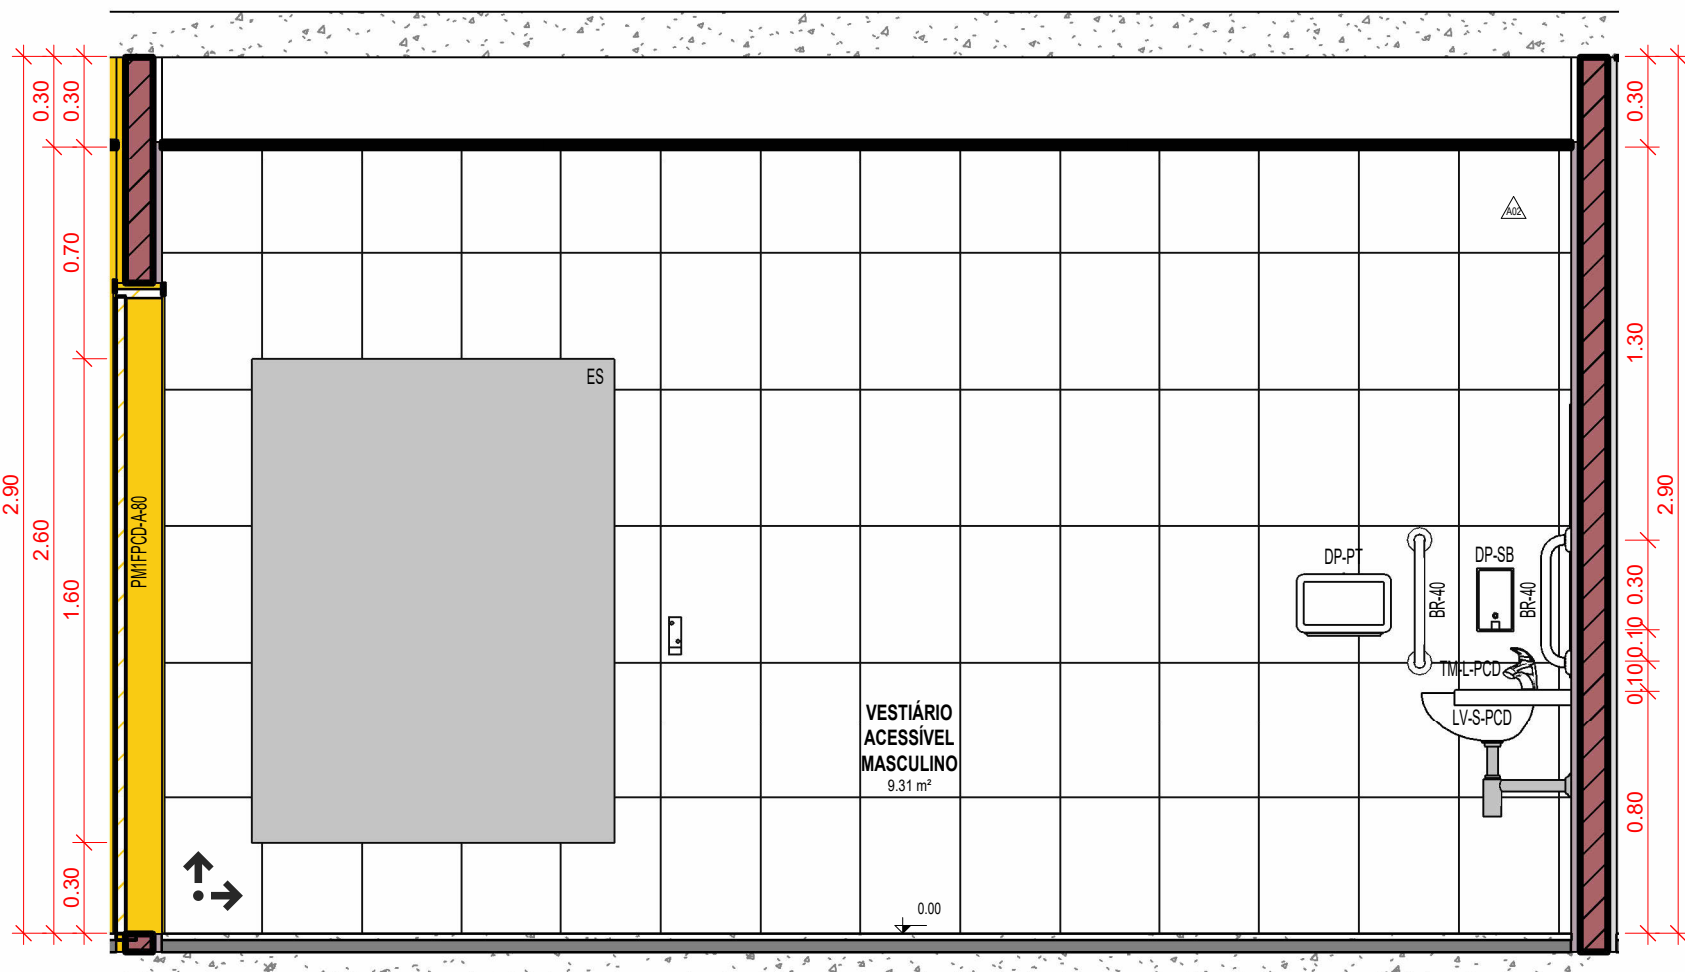 0.30
0.30
0.70
2.90
2.60
1.60
0.30
PM1FPCD-A-80
ES
A02
DP-PT
BR-40
DP-SB
BR-40
TM-L-PCD
LV-S-PCD
VESTIÁRIO
ACESSÍVEL
MASCULINO
9.31 m²
0.00
0.30
1.30
2.90
0.30
0.10
0.10
0.80